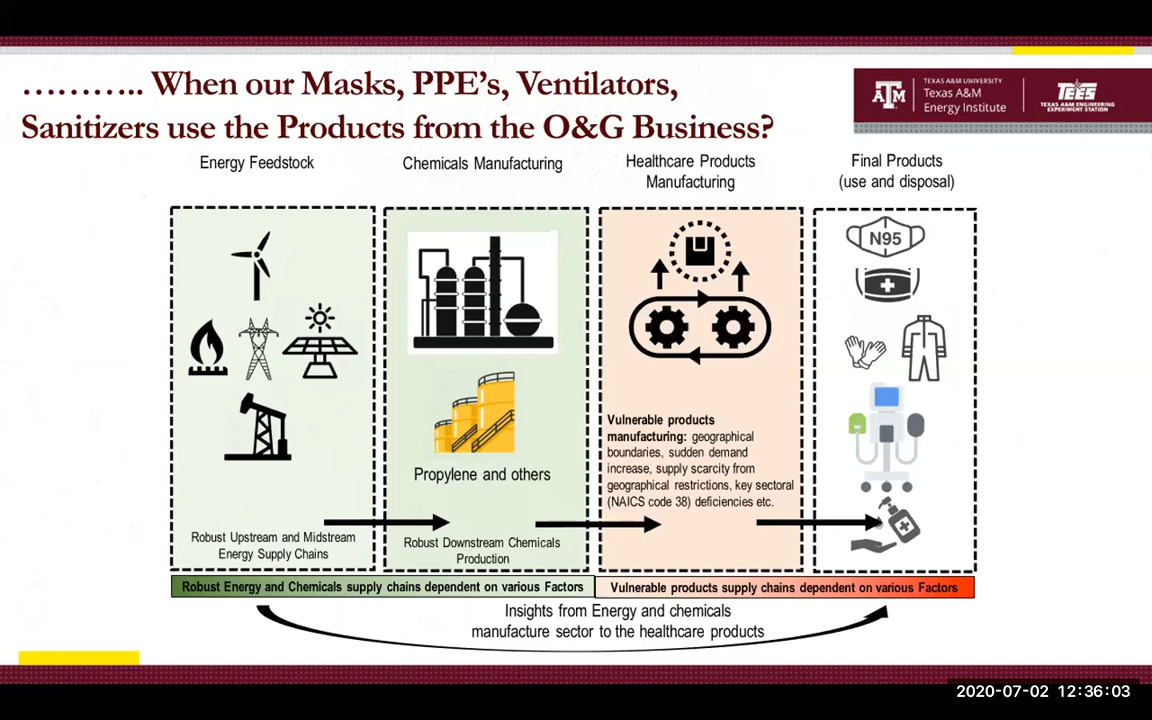 ……….. When our Masks, PPE's, Ventilators,
Sanitizers use the Products from the O&G Business?
TEXAS A&M UNIVERSITY
Texas A&M
Energy Institute
TEES
TEXAS A&M ENGINEERING
EXPERIMENT STATION
Energy Feedstock
Chemicals Manufacturing
Healthcare Products
Manufacturing
Final Products
(use and disposal)
N95
Propylene and others
Vulnerable products
manufacturing: geographical
boundaries, sudden demand
increase, supply scarcity from
geographical restrictions, key sectoral
(NAICS code 38) deficiencies etc.
Robust Upstream and Midstream
Energy Supply Chains
Robust Downstream Chemicals
Production
Robust Energy and Chemicals supply chains dependent on various Factors
Vulnerable products supply chains dependent on various Factors
Insights from Energy and chemicals
manufacture sector to the healthcare products
2020-07-02 12:36:03